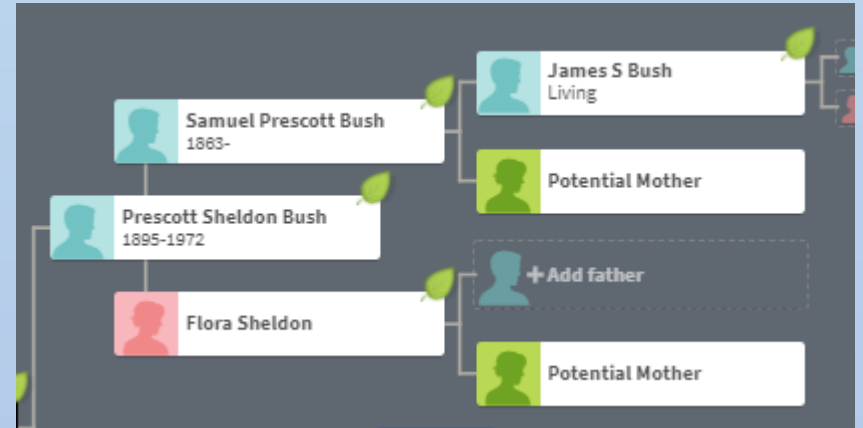 James S Bush
Living
Samuel Prescott Bush
1863-
Potential Mother
Prescott Sheldon Bush
1895-1972
+Add father
Flora Sheldon
Potential Mother